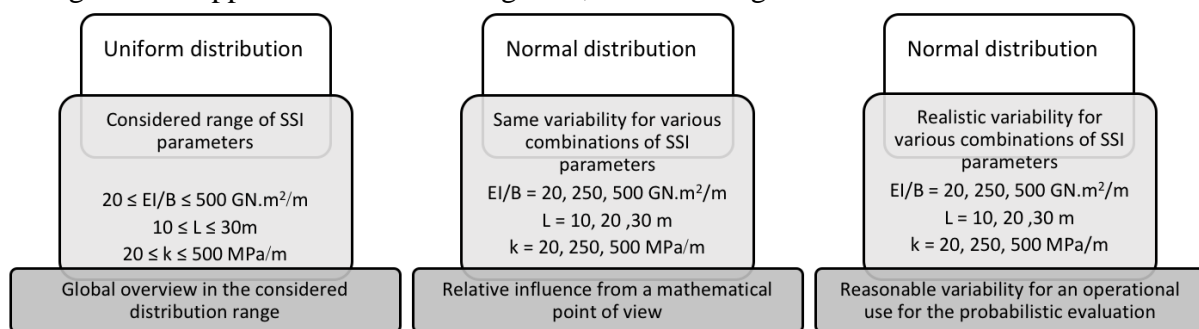 Uniform distribution
Considered range of SSI
parameters
20 ≤ EI/B ≤ 500 GN.m²/m
10 ≤ L ≤ 30m
20 ≤ k ≤ 500 MPa/m
Global overview in the considered
distribution range
Normal distribution
Same variability for various
combinations of SSI
parameters
EI/B = 20, 250, 500 GN.m²/m
L = 10, 20 ,30 m
k = 20, 250, 500 MPa/m
Relative influence from a mathematical
point of view
Normal distribution
Realistic variability for
various combinations of SSI
parameters
EI/B = 20, 250, 500 GN.m²/m
L = 10, 20 ,30 m
k = 20, 250, 500 MPa/m
Reasonable variability for an operational
use for the probabilistic evaluation